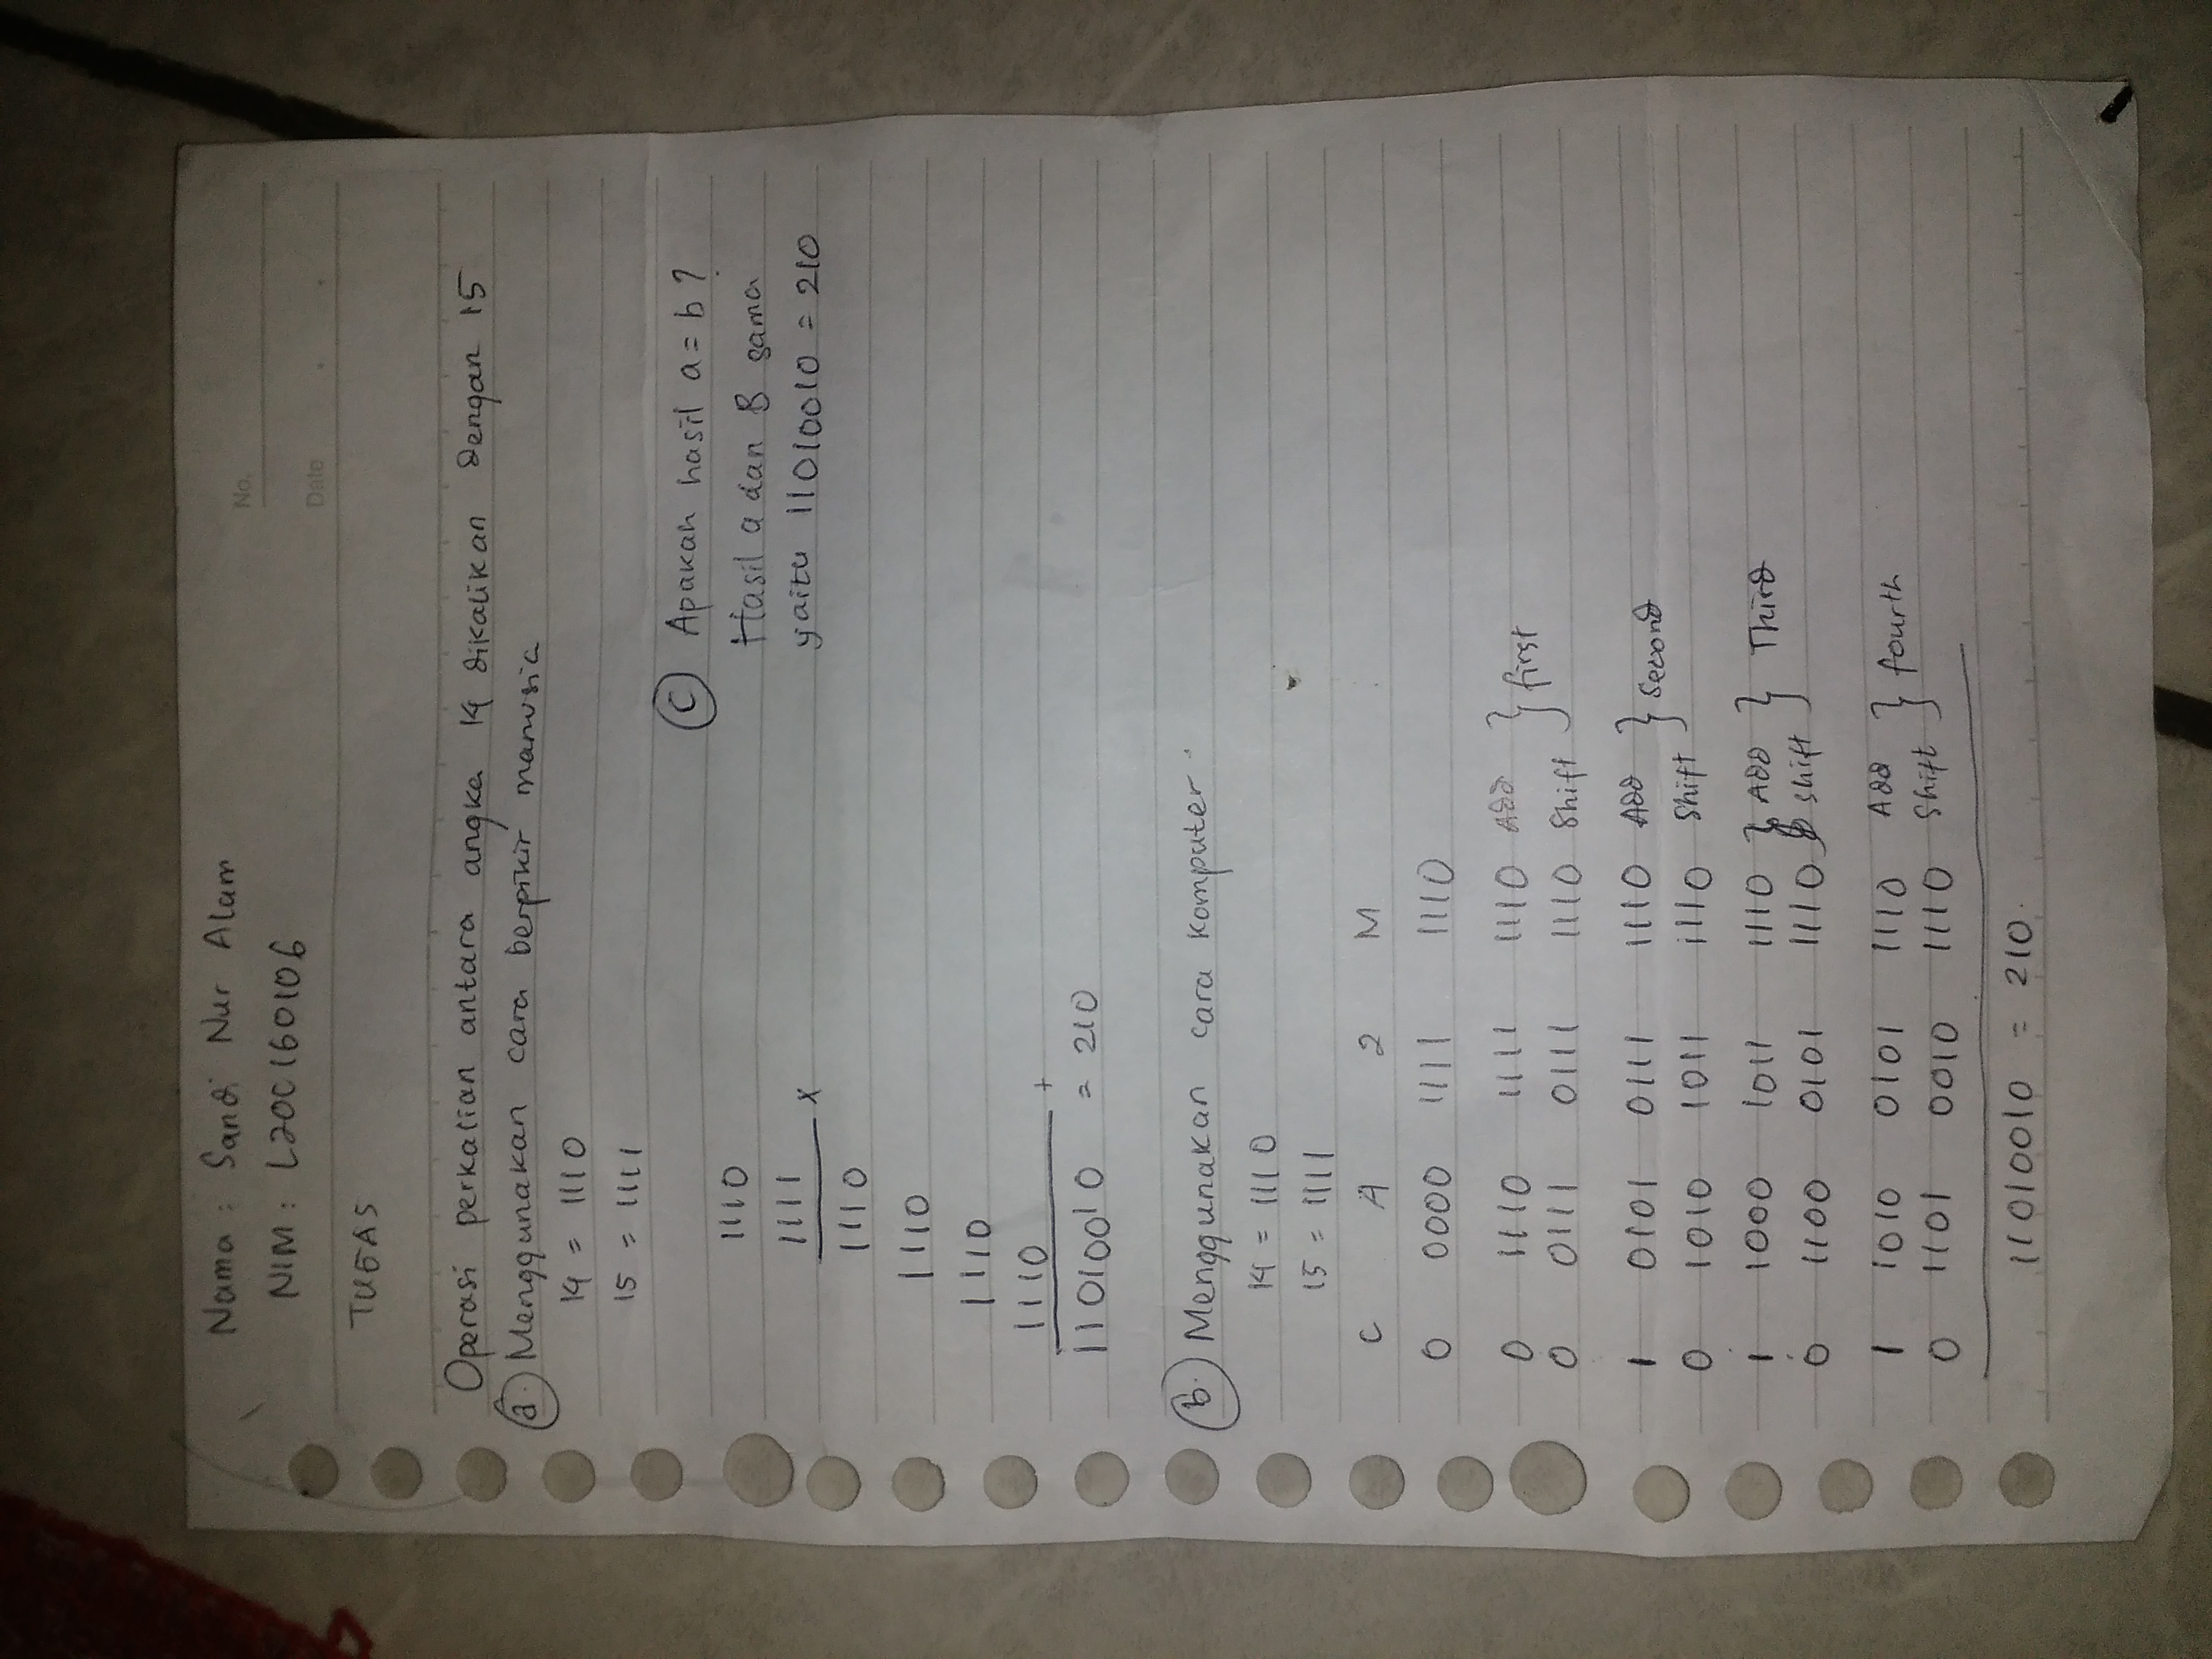 No.
Date
Nama : Sandi Nur Alam
NIM : L200160106
TUGAS
Operasi perkalian antara angka 14 dikalikan dengan 15
a. Menggunakan cara berpikir manusia
14 = 1110
15 = 1111
1110
1111 x
1110
1110
1110
1110 +
11010010 = 210
c Apakah hasil a = b ?
Hasil a dan B sama
yaitu 11010010 = 210
b. Menggunakan cara komputer.
14 = 1110
15 = 1111
C A 2 M
0 0000 1111 1110
0 1110 1111 1110 Add } first
0 0111 0111 1110 Shift
1 0101 0111 1110 Add } Second
0 1010 1011 1110 Shift
1 1000 1011 1110 } Add } Third
0 1100 0101 1110 } Shift
1 1010 0101 1110 Add } fourth
0 1101 0010 1110 Shift
11010010 = 210.